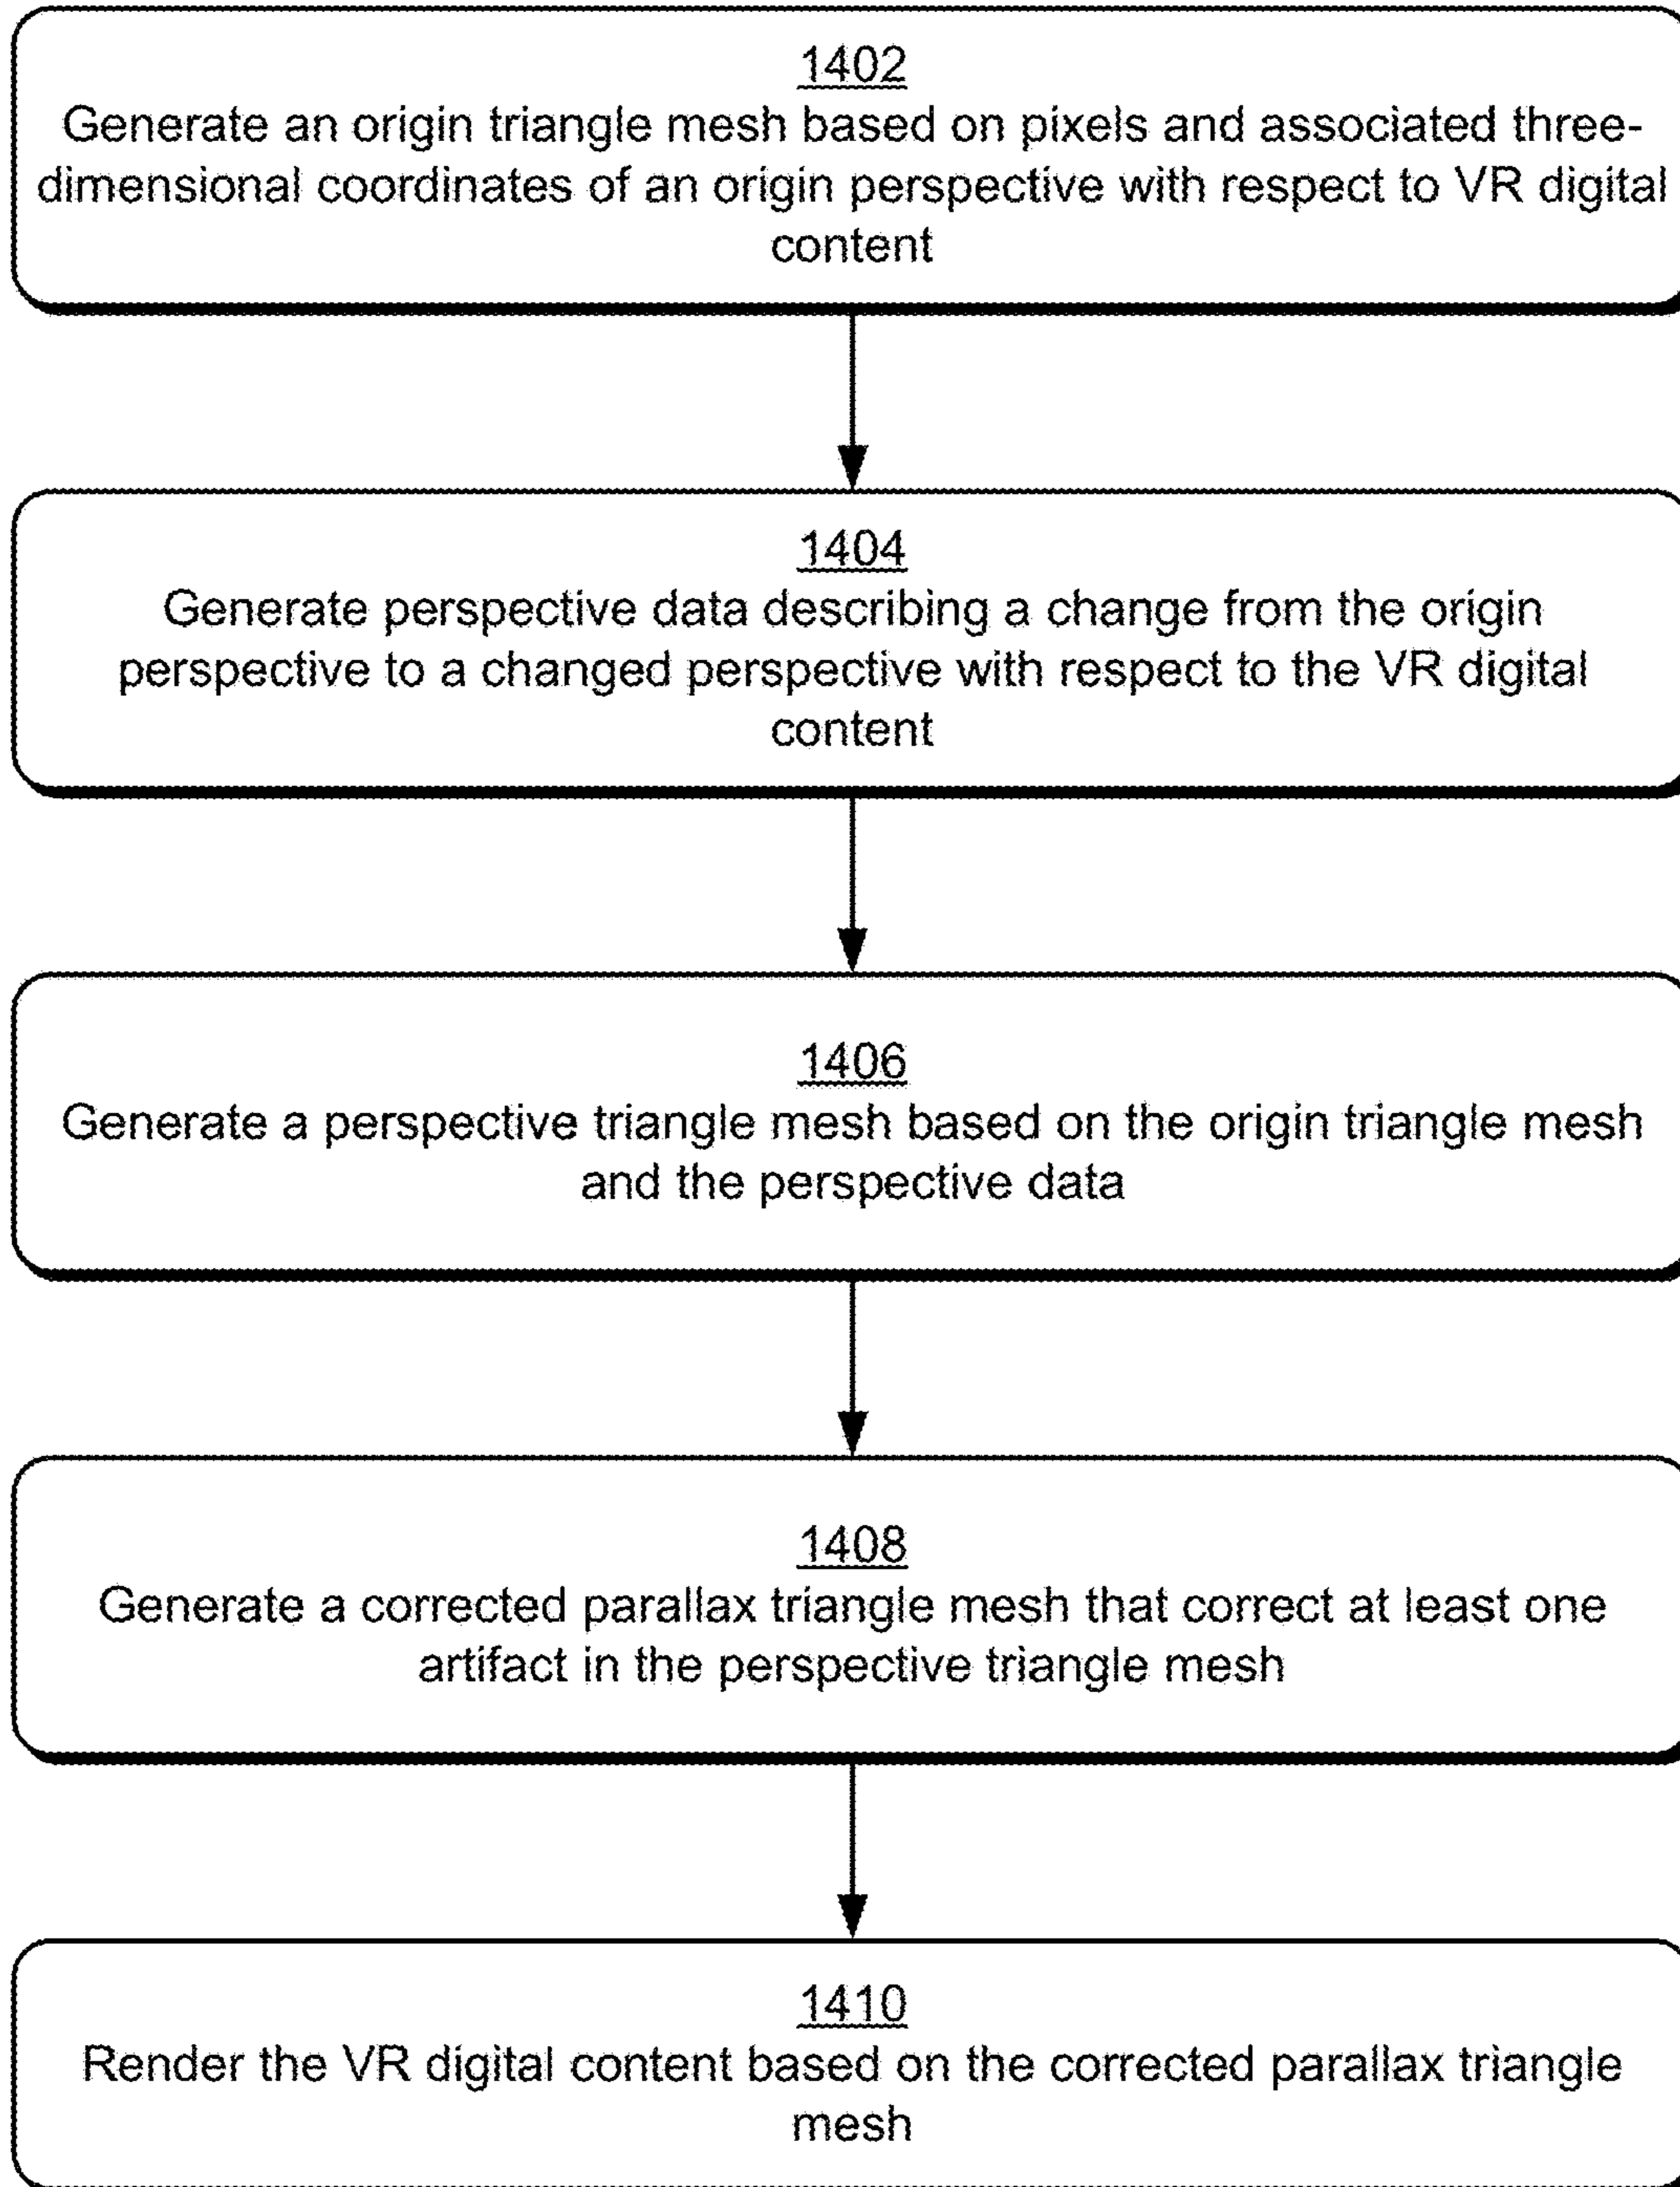 1402
Generate an origin triangle mesh based on pixels and associated three-
dimensional coordinates of an origin perspective with respect to VR digital
content
1404
Generate perspective data describing a change from the origin
perspective to a changed perspective with respect to the VR digital
content
1406
Generate a perspective triangle mesh based on the origin triangle mesh
and the perspective data
1408
Generate a corrected parallax triangle mesh that correct at least one
artifact in the perspective triangle mesh
1410
Render the VR digital content based on the corrected parallax triangle
mesh